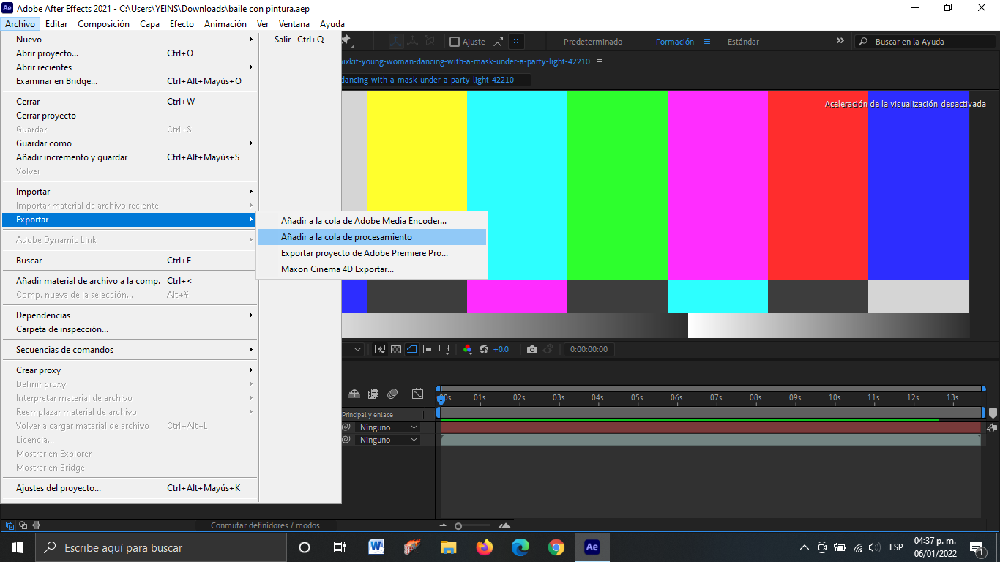 Adobe After Effects 2021 - C:\Users\YEINS\Downloads\baile con pintura.aep
Archivo Editar Composición Capa Efecto Animación Ver Ventana Ayuda
Nuevo
Abrir proyecto... Ctrl+O
Abrir recientes
Examinar en Bridge... Ctrl+Alt+Mayús+O
Cerrar Ctrl+W
Cerrar proyecto
Guardar Ctrl+S
Guardar como
Añadir incremento y guardar Ctrl+Alt+Mayús+S
Volver
Importar
Importar material de archivo reciente
Exportar
Adobe Dynamic Link
Buscar Ctrl+F
Añadir material de archivo a la comp. Ctrl+<
Comp. nueva de la selección... Alt+¥
Dependencias
Carpeta de inspección...
Secuencias de comandos
Crear proxy
Definir proxy
Interpretar material de archivo
Reemplazar material de archivo
Volver a cargar material de archivo Ctrl+Alt+L
Licencia...
Mostrar en Explorer
Mostrar en Bridge
Ajustes del proyecto... Ctrl+Alt+Mayús+K
Salir Ctrl+Q
Añadir a la cola de Adobe Media Encoder...
Añadir a la cola de procesamiento
Exportar proyecto de Adobe Premiere Pro...
Maxon Cinema 4D Exportar...
Ajuste Predeterminado Formación Estándar Buscar en la Ayuda
ixkit-young-woman-dancing-with-a-mask-under-a-party-light-42210
dancing-with-a-mask-under-a-party-light-42210
Aceleración de la visualización desactivada
+0.0 0:00:00:00
:00s 01s 02s 03s 04s 05s 06s 07s 08s 09s 10s 11s 12s 13s
Principal y enlace
Ninguno
Ninguno
Conmutar definidores / modos
Escribe aquí para buscar
ESP
04:37 p. m.
06/01/2022
1